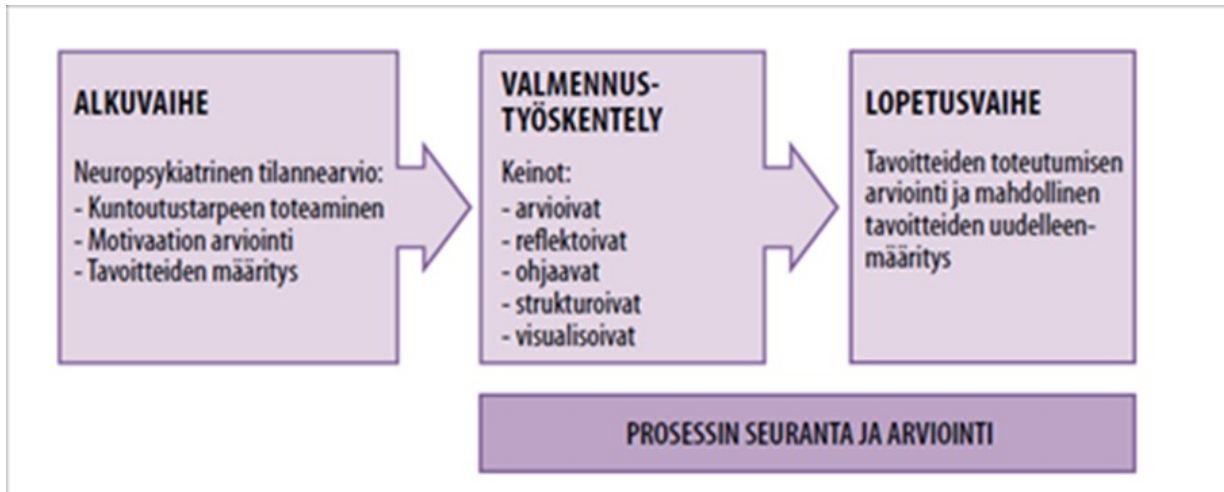 ALKUVAIHE
Neuropsykiatrinen tilannearvio:
- Kuntoutustarpeen toteaminen
- Motivaation arviointi
- Tavoitteiden määritys
VALMENNUS-
TYÖSKENTELY
Keinot:
- arvioivat
- reflektoivat
- ohjaavat
- strukturoivat
- visualisoivat
LOPETUSVAIHE
Tavoitteiden toteutumisen
arviointi ja mahdollinen
tavoitteiden uudelleen-
määritys
PROSESSIN SEURANTA JA ARVIOINTI